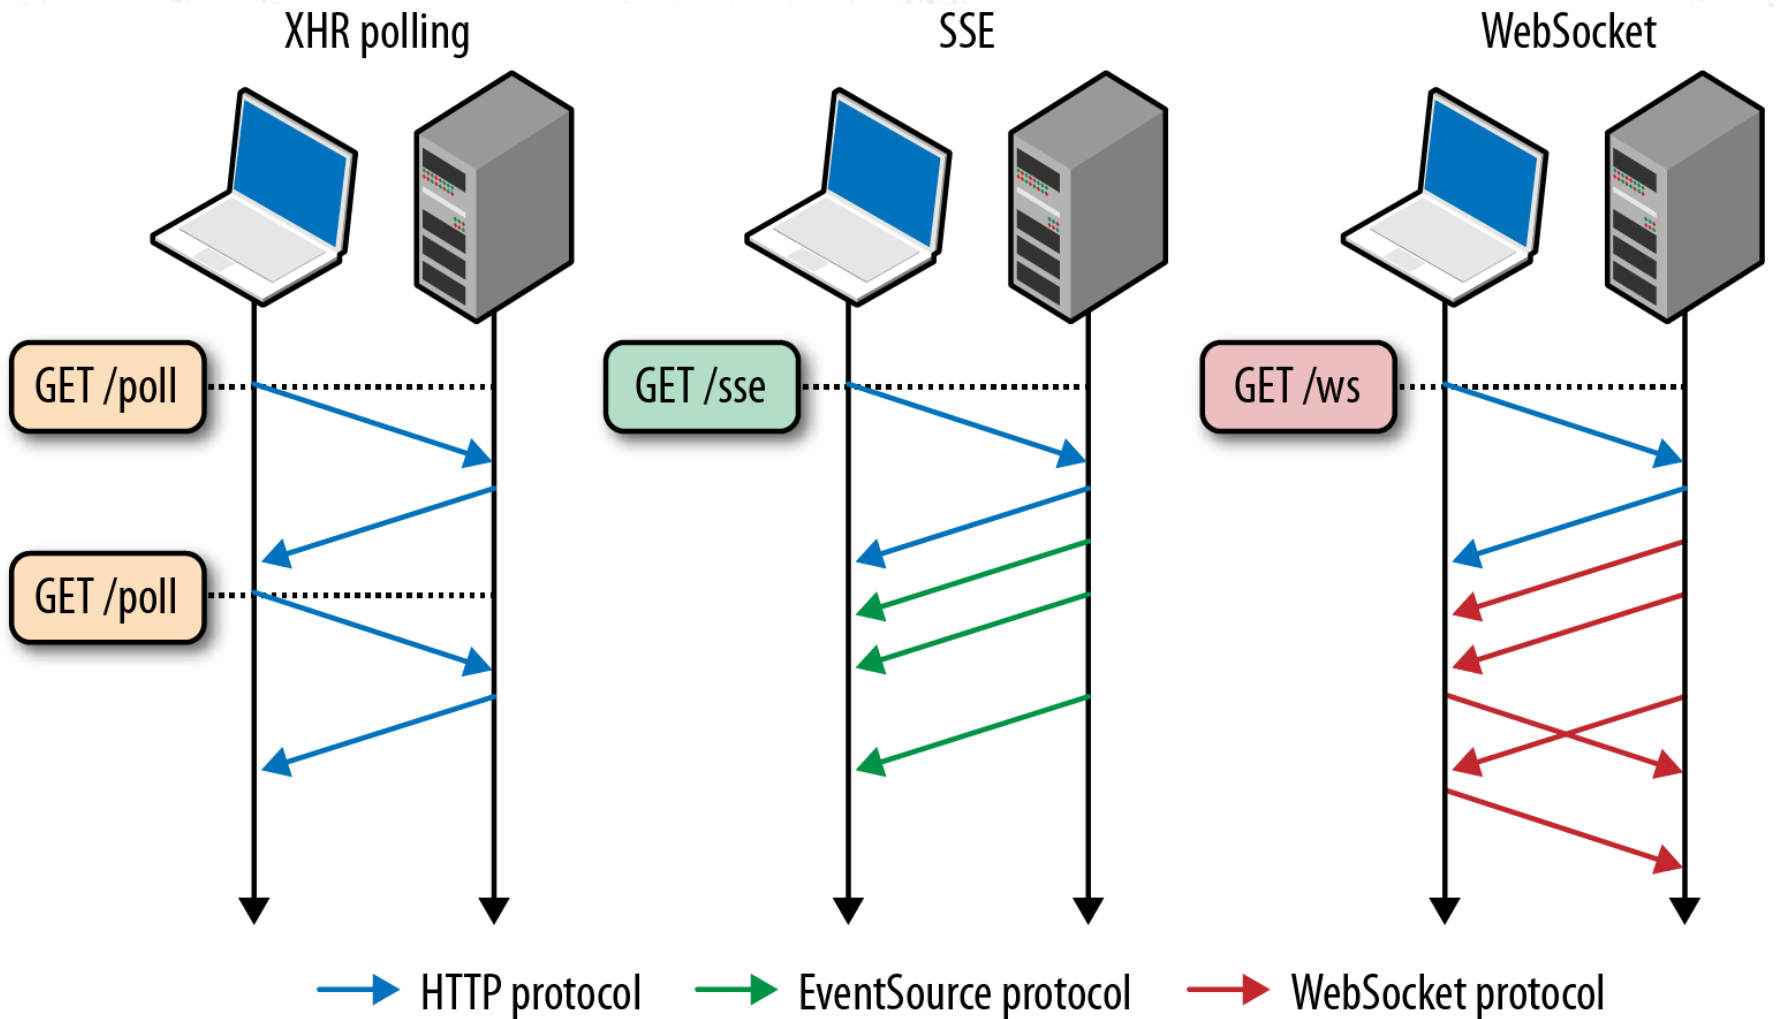 XHR polling
SSE
WebSocket
GET /poll
GET /sse
GET /ws
GET /poll
HTTP protocol
EventSource protocol
WebSocket protocol